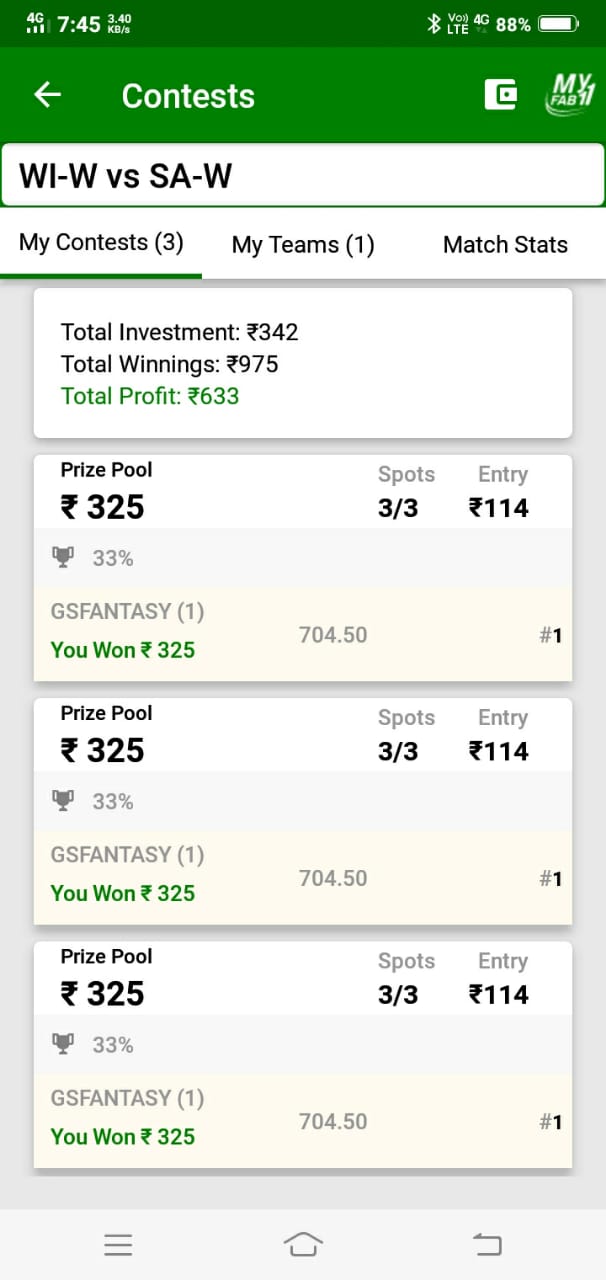 4G 7:45 3.40 KB/s Vo)) LTE 4G 88%
Contests MY FAB11
WI-W vs SA-W
My Contests (3) My Teams (1) Match Stats
Total Investment: ₹342
Total Winnings: ₹975
Total Profit: ₹633
Prize Pool Spots Entry
₹ 325 3/3 ₹114
33%
GSFANTASY (1)
704.50 #1
You Won ₹ 325
Prize Pool Spots Entry
₹ 325 3/3 ₹114
33%
GSFANTASY (1)
704.50 #1
You Won ₹ 325
Prize Pool Spots Entry
₹ 325 3/3 ₹114
33%
GSFANTASY (1)
704.50 #1
You Won ₹ 325